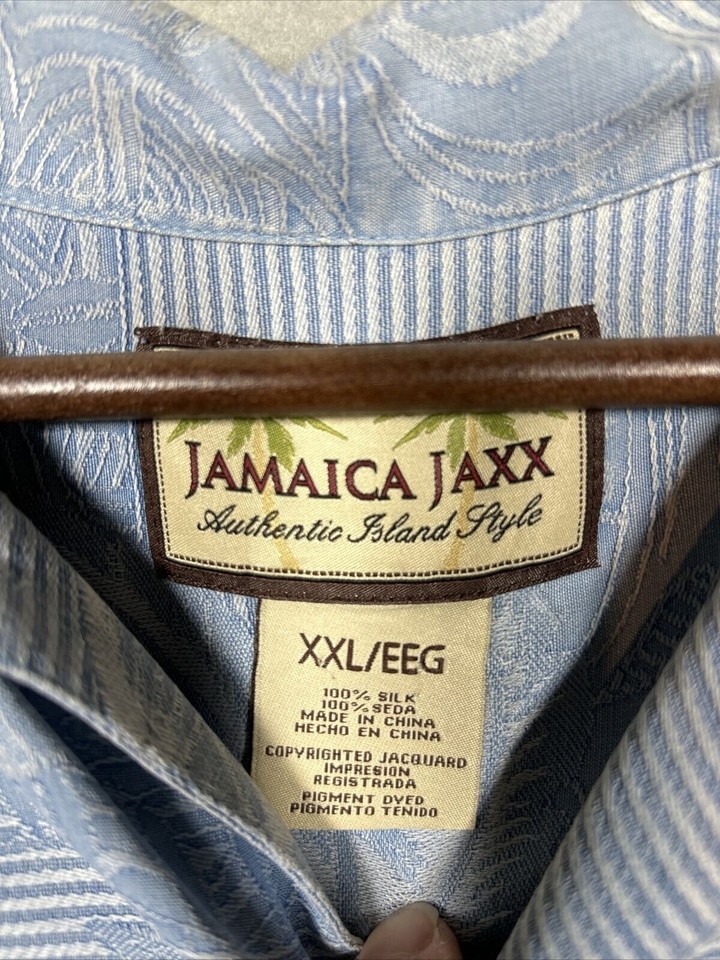 JAMAICA JAXX
Authentic Island Style
XXL/EEG
100% SILK
100% SEDA
MADE IN CHINA
HECHO EN CHINA
COPYRIGHTED JACQUARD
IMPRESION
REGISTRADA
PIGMENT DYED
PIGMENTO TENIDO